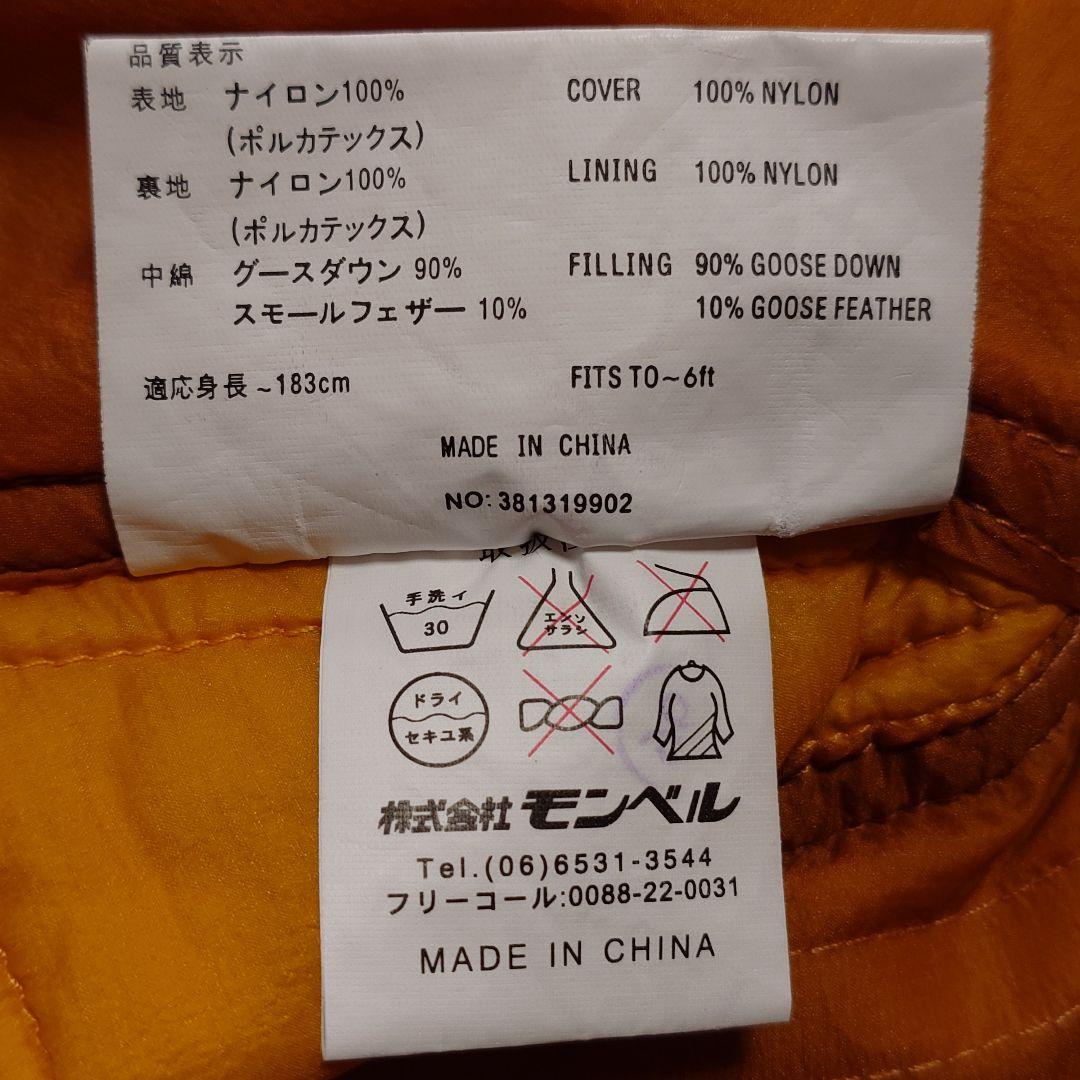 品質表示
表地 ナイロン100% COVER 100% NYLON
(ポルカテックス)
裏地 ナイロン100% LINING 100% NYLON
(ポルカテックス)
中綿 グースダウン 90% FILLING 90% GOOSE DOWN
スモールフェザー 10% 10% GOOSE FEATHER
適応身長 ~183cm FITS TO~6ft
MADE IN CHINA
NO: 381319902
取扱
手洗イ
30
エンソ
サラシ
ドライ
セキユ系
株式会社モンベル
Tel.(06)6531-3544
フリーコール:0088-22-0031
MADE IN CHINA